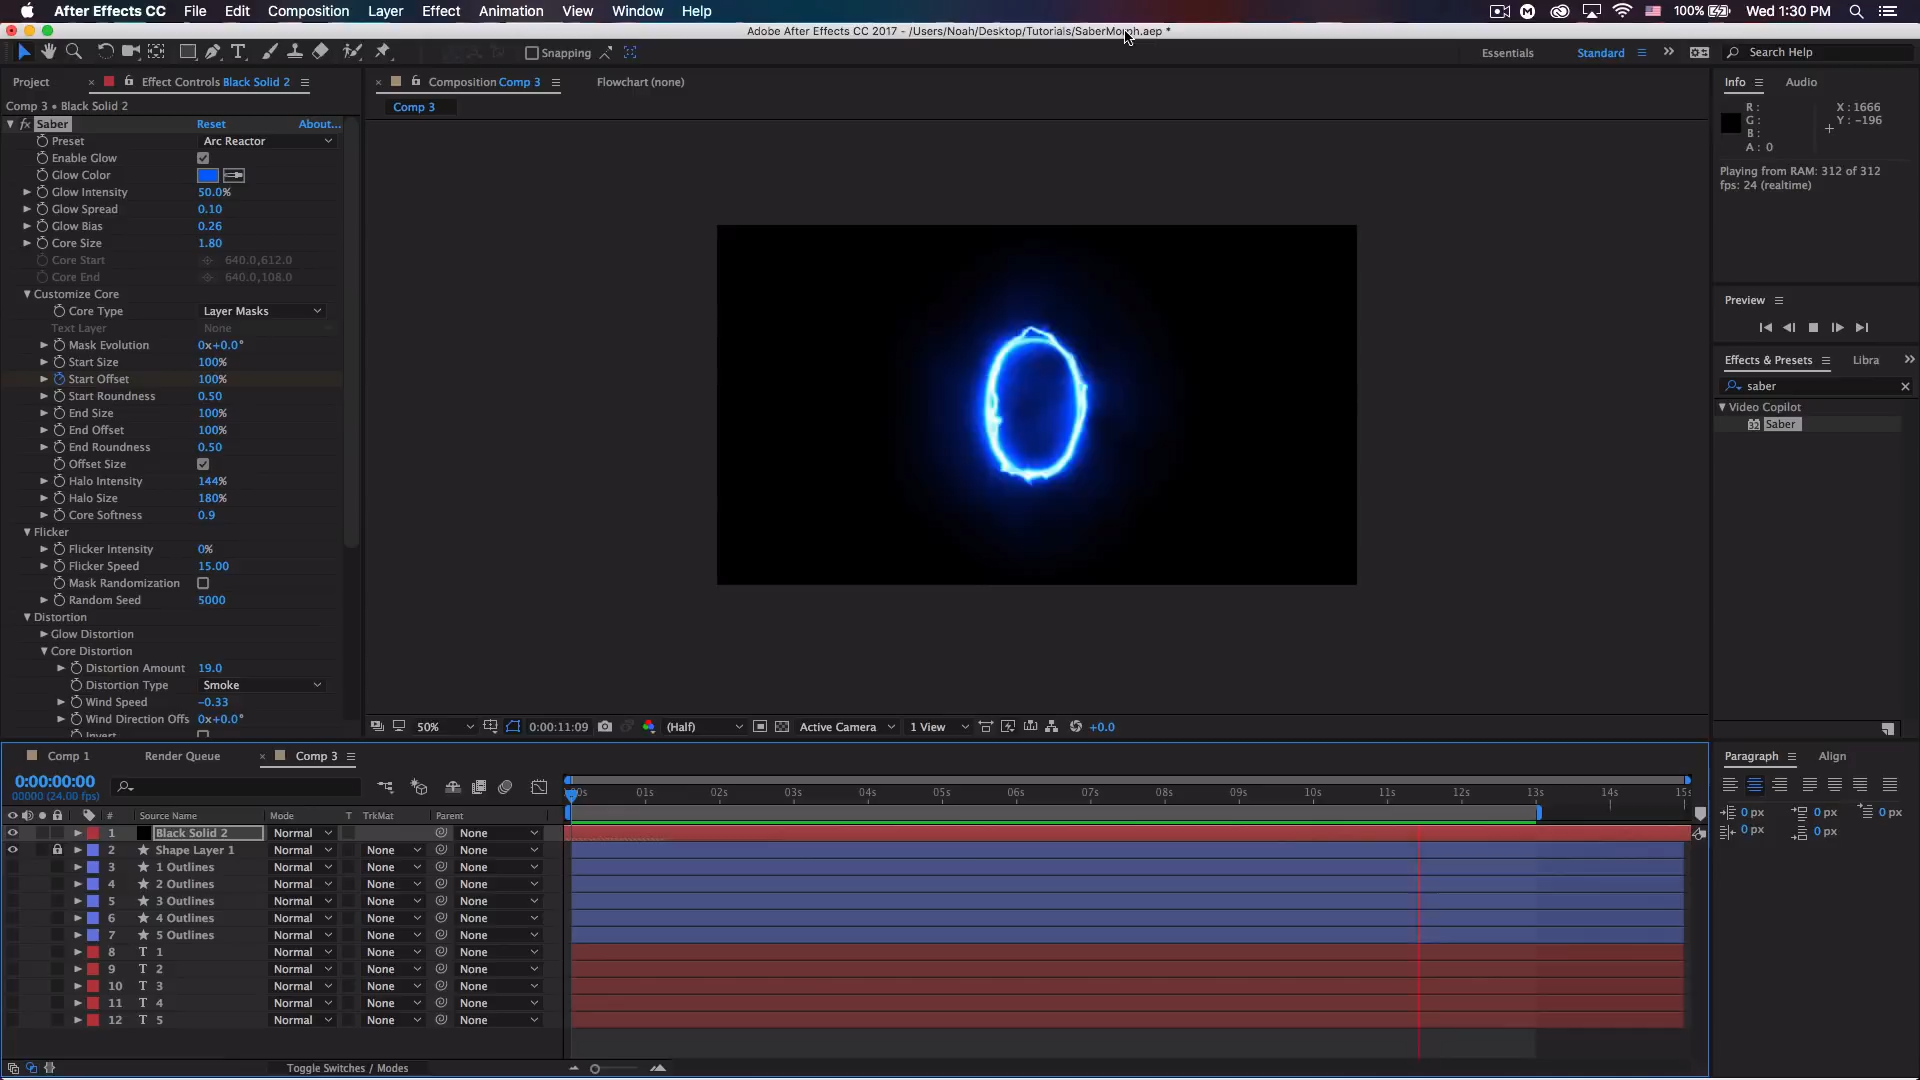 After Effects CC File Edit Composition Layer Effect Animation View Window Help 100% Wed 1:30 PM
Adobe After Effects CC 2017 - /Users/Noah/Desktop/Tutorials/SaberMorph.aep *
Snapping Essentials Standard Search Help
Project Effect Controls Black Solid 2 Composition Comp 3 Flowchart (none) Info Audio
Comp 3 • Black Solid 2 Comp 3
R : X : 1666
G : Y : -196
B :
A : 0
Saber Reset About...
Preset Arc Reactor
Enable Glow
Glow Color
Playing from RAM: 312 of 312
fps: 24 (realtime)
Glow Intensity 50.0%
Glow Spread 0.10
Glow Bias 0.26
Core Size 1.80
Core Start 640.0,612.0
Core End 640.0,108.0
Customize Core
Preview
Core Type Layer Masks
Text Layer None
Mask Evolution 0x+0.0°
Start Size 100%
Effects & Presets Libra
Start Offset 100%
saber
Start Roundness 0.50
Video Copilot
End Size 100%
Saber
End Offset 100%
End Roundness 0.50
Offset Size
Halo Intensity 144%
Halo Size 180%
Core Softness 0.9
Flicker
Flicker Intensity 0%
Flicker Speed 15.00
Mask Randomization
Random Seed 5000
Distortion
Glow Distortion
Core Distortion
Distortion Amount 19.0
Distortion Type Smoke
Wind Speed -0.33
Wind Direction Offs 0x+0.0°
Invert
50% 0:00:11:09 (Half) Active Camera 1 View +0.0
Comp 1 Render Queue Comp 3 Paragraph Align
0:00:00:00
00000 (24.00 fps)
01s 02s 03s 04s 05s 06s 07s 08s 09s 10s 11s 12s 13s 14s 15s
# Source Name Mode T TrkMat Parent
0 px 0 px 0 px
0 px 0 px
1 Black Solid 2 Normal None
2 Shape Layer 1 Normal None None
3 1 Outlines Normal None None
4 2 Outlines Normal None None
5 3 Outlines Normal None None
6 4 Outlines Normal None None
7 5 Outlines Normal None None
8 T 1 Normal None None
9 T 2 Normal None None
10 T 3 Normal None None
11 T 4 Normal None None
12 T 5 Normal None None
Toggle Switches / Modes